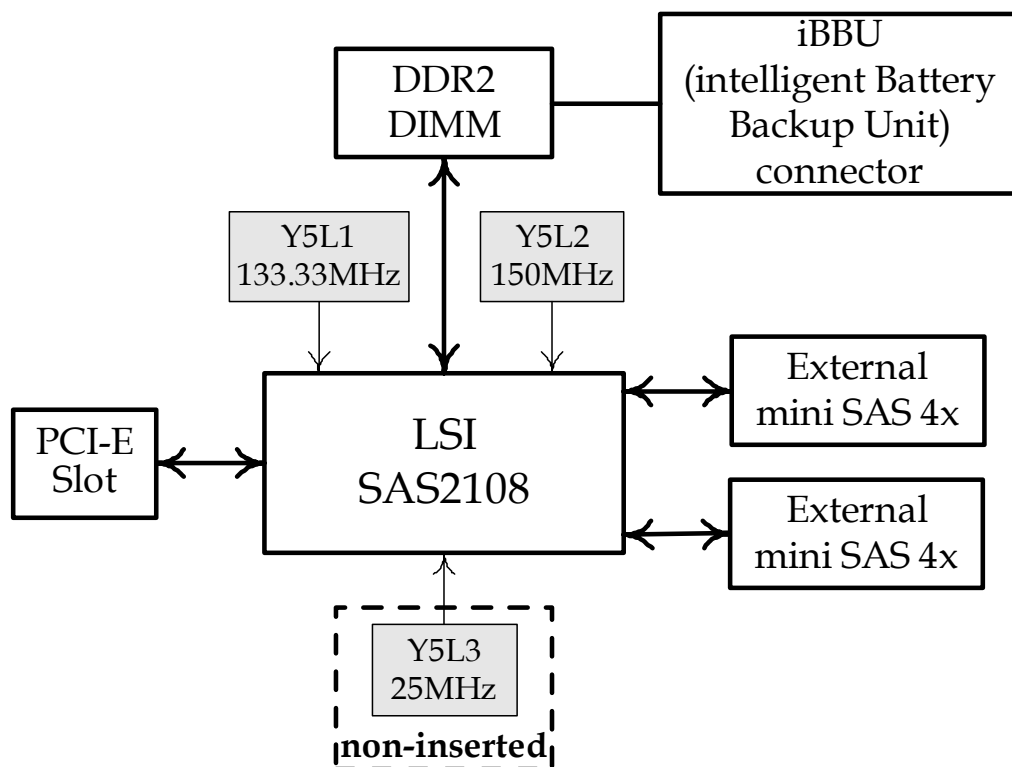 iBBU
(intelligent Battery
Backup Unit)
connector
DDR2
DIMM
Y5L1
133.33MHz
Y5L2
150MHz
External
mini SAS 4x
LSI
SAS2108
PCI-E
Slot
External
mini SAS 4x
Y5L3
25MHz
non-inserted